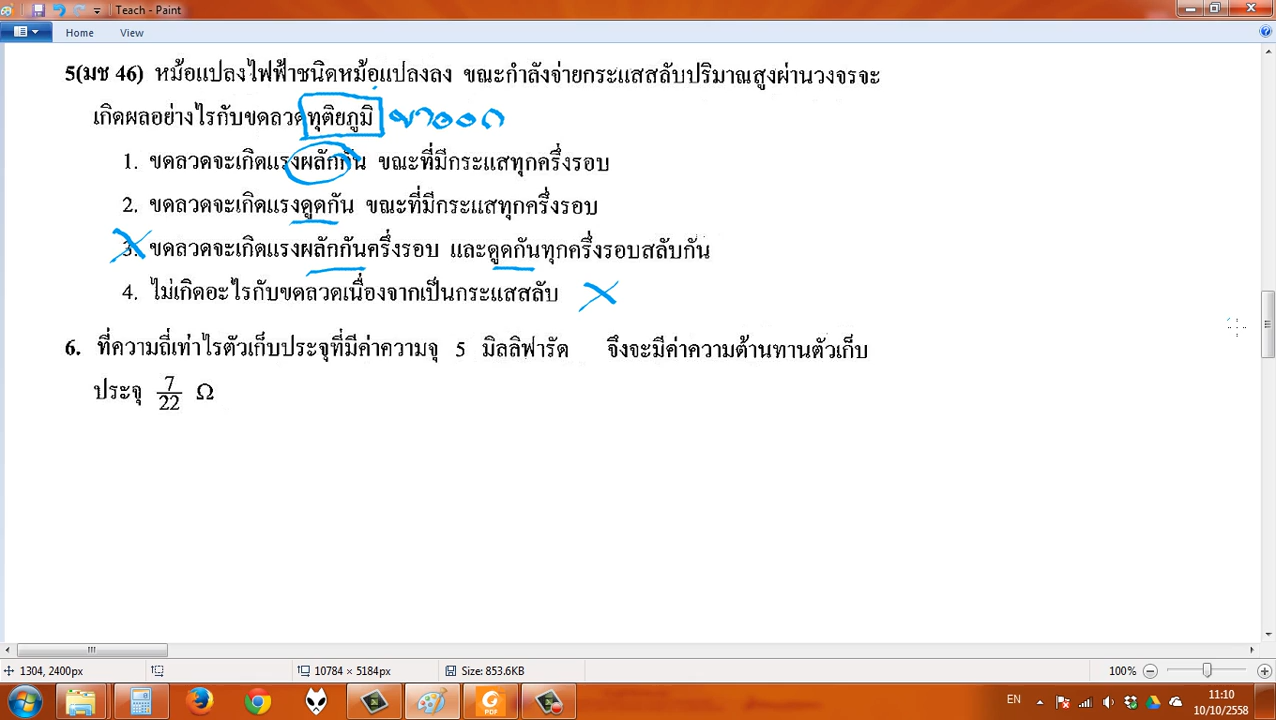 Teach - Paint
Home View
5(มช 46) หม้อแปลงไฟฟ้าชนิดหม้อแปลงลง ขณะกำลังจ่ายกระแสสลับปริมาณสูงผ่านวงจรจะ
เกิดผลอย่างไรกับขดลวดทุติยภูมิ ขาออก
1. ขดลวดจะเกิดแรงผลักกัน ขณะที่มีกระแสทุกครึ่งรอบ
2. ขดลวดจะเกิดแรงดูดกัน ขณะที่มีกระแสทุกครึ่งรอบ
3. ขดลวดจะเกิดแรงผลักกันครึ่งรอบ และดูดกันทุกครึ่งรอบสลับกัน
4. ไม่เกิดอะไรกับขดลวดเนื่องจากเป็นกระแสสลับ
6. ที่ความถี่เท่าไรตัวเก็บประจุที่มีค่าความจุ 5 มิลลิฟารัด จึงจะมีค่าความต้านทานตัวเก็บ
ประจุ 7/22 Ω
1304, 2400px 10784 × 5184px Size: 853.6KB 100%
PDF EN 11:10
10/10/2558